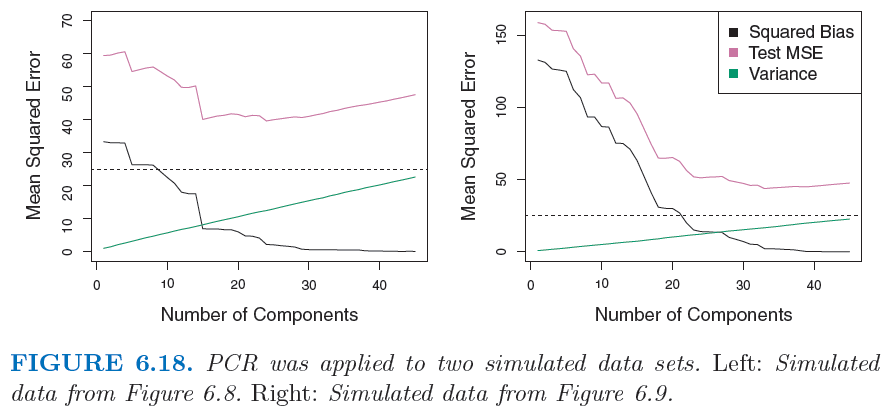 Mean Squared Error
0 10 20 30 40 50 60 70
0 10 20 30 40
Number of Components
Mean Squared Error
0 50 100 150
0 10 20 30 40
Number of Components
Squared Bias
Test MSE
Variance
FIGURE 6.18. PCR was applied to two simulated data sets. Left: Simulated
data from Figure 6.8. Right: Simulated data from Figure 6.9.